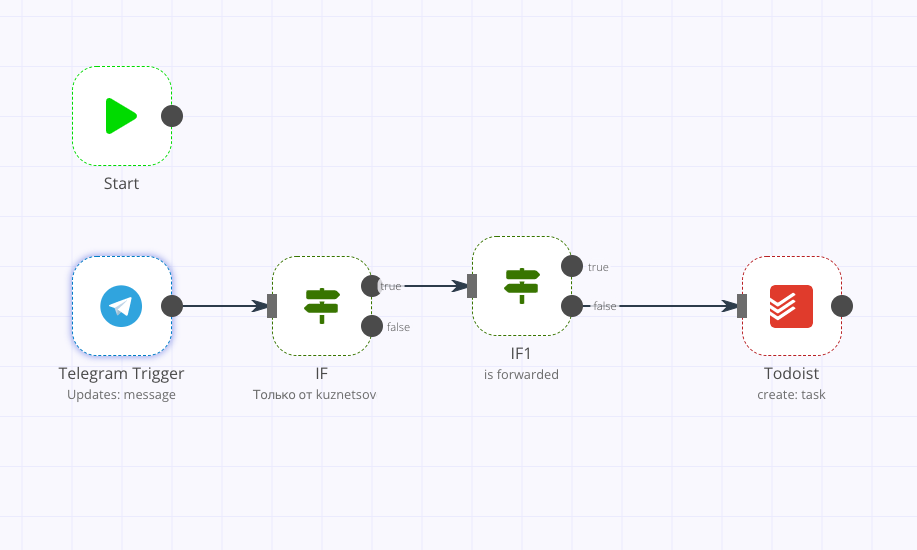 Start
true
true
false
false
IF1
is forwarded
Telegram Trigger
Updates: message
IF
Только от kuznetsov
Todoist
create: task